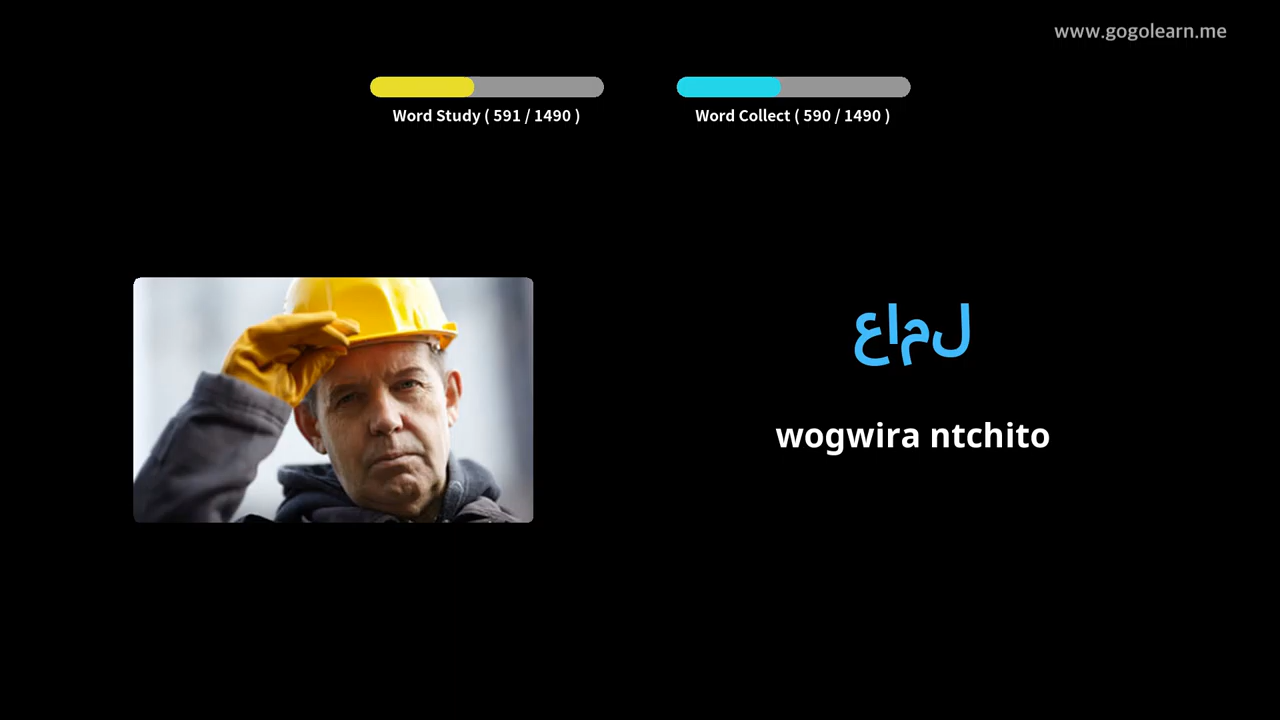 www.gogolearn.me
Word Study ( 591 / 1490 )
Word Collect ( 590 / 1490 )
عامل
wogwira ntchito